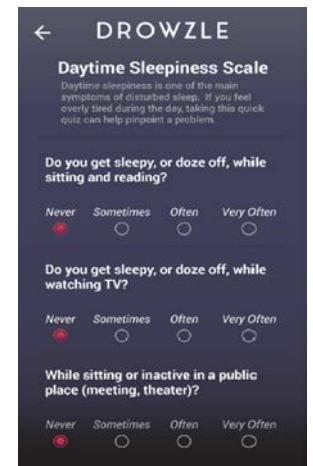 DROWZLE
Daytime Sleepiness Scale
Daytime sleepiness is one of the
main
symptoms of disturbed sleep. If you feel
overly tired during the day, taking this quick
quiz can help pinpoint a problem.
Do you get sleepy, or doze off, while
sitting and reading?
Never Sometimes Often Very Often
Do you get sleepy, or doze off, while
watching TV?
Never Sometimes Often Very Often
While sitting or inactive in a public
place (meeting, theater)?
Never Sometimes Often Very Often